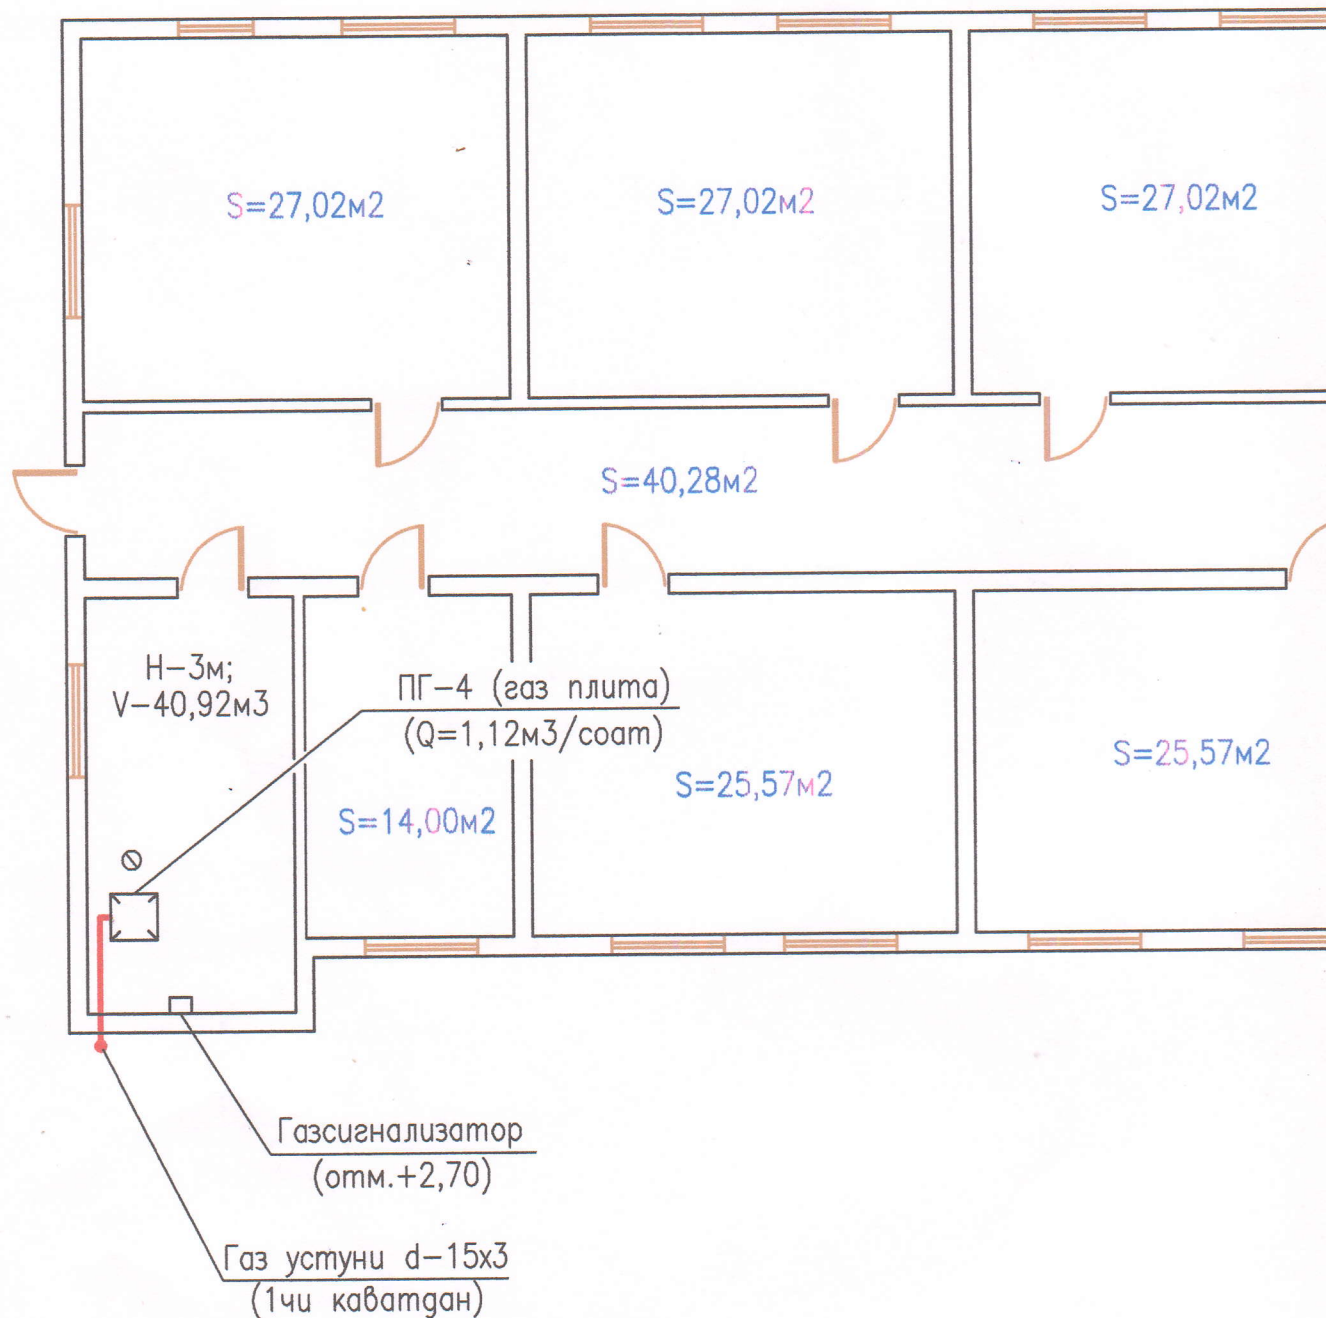 S=27,02м2
S=27,02м2
S=27,02м2
S=40,28м2
Н-3м;
V-40,92м3
ПГ-4 (газ плита)
(Q=1,12м3/соат)
S=14,00м2
S=25,57м2
S=25,57м2
Газсигнализатор
(отм.+2,70)
Газ устуни d-15х3
(1чи каватдан)